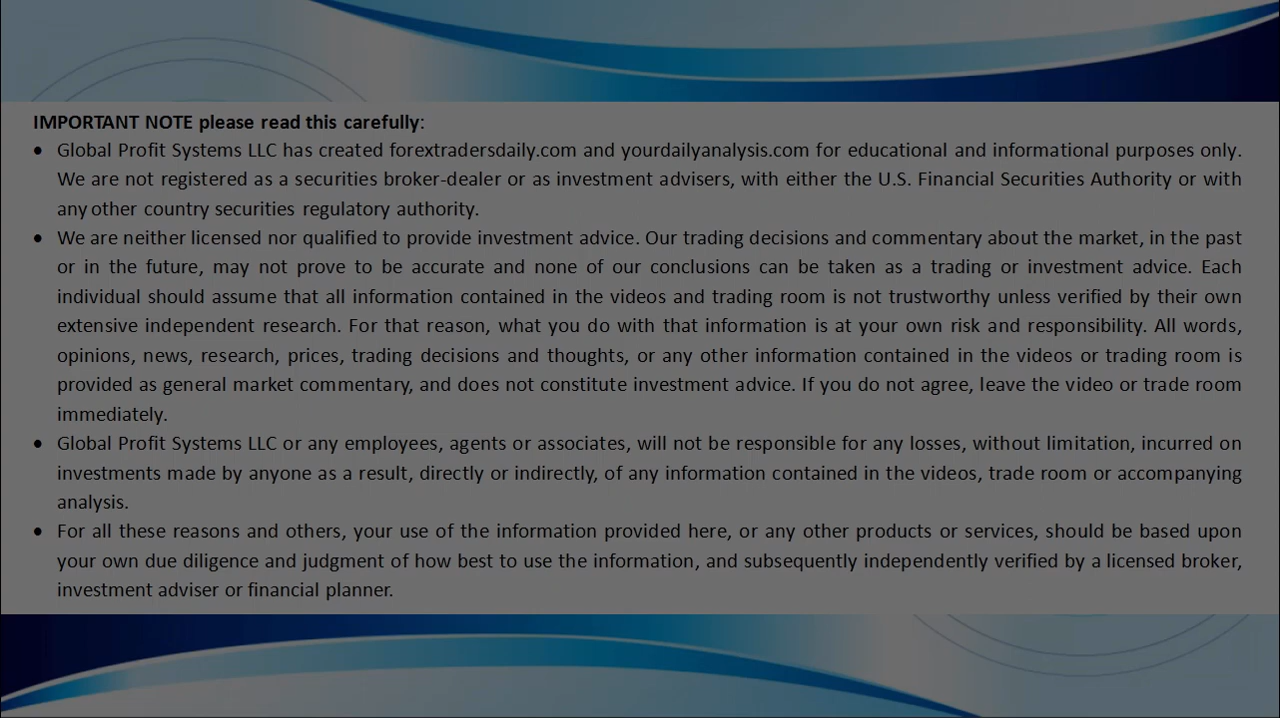 IMPORTANT NOTE please read this carefully:
• Global Profit Systems LLC has created forextradersdaily.com and yourdailyanalysis.com for educational and informational purposes only.
We are not registered as a securities broker-dealer or as investment advisers, with either the U.S. Financial Securities Authority or with
any other country securities regulatory authority.
• We are neither licensed nor qualified to provide investment advice. Our trading decisions and commentary about the market, in the past
or in the future, may not prove to be accurate and none of our conclusions can be taken as a trading or investment advice. Each
individual should assume that all information contained in the videos and trading room is not trustworthy unless verified by their own
extensive independent research. For that reason, what you do with that information is at your own risk and responsibility. All words,
opinions, news, research, prices, trading decisions and thoughts, or any other information contained in the videos or trading room is
provided as general market commentary, and does not constitute investment advice. If you do not agree, leave the video or trade room
immediately.
• Global Profit Systems LLC or any employees, agents or associates, will not be responsible for any losses, without limitation, incurred on
investments made by anyone as a result, directly or indirectly, of any information contained in the videos, trade room or accompanying
analysis.
• For all these reasons and others, your use of the information provided here, or any other products or services, should be based upon
your own due diligence and judgment of how best to use the information, and subsequently independently verified by a licensed broker,
investment adviser or financial planner.